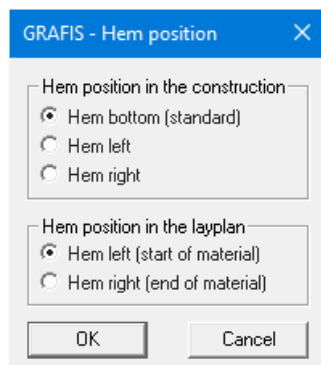 GRAFIS - Hem position
Hem position in the construction
Hem bottom (standard)
Hem left
Hem right
Hem position in the layplan
Hem left (start of material)
Hem right (end of material)
OK Cancel